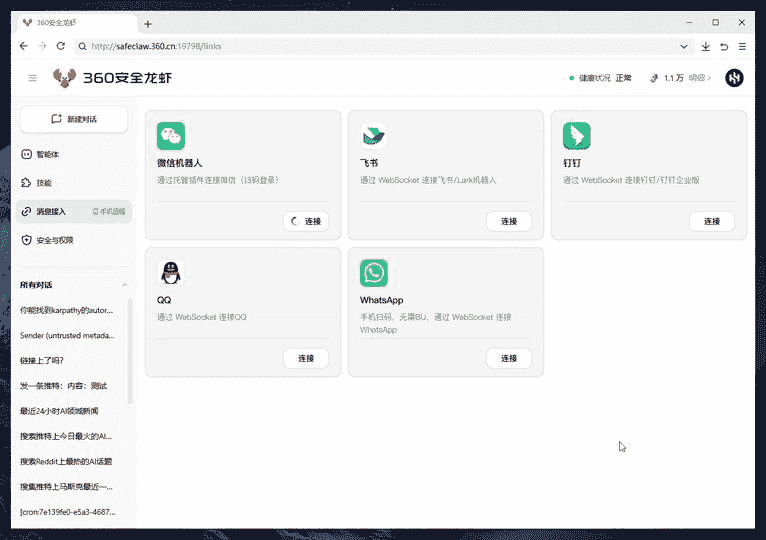 360安全龙虾
http://safeclaw.360.cn:19798/links
360安全龙虾
健康状况 正常
1.1 万 明细
新建对话
智能体
技能
消息接入
手机团幅
安全与权限
所有对话
你能找到karpathy的autor...
Sender (untrusted metada...
链接上了吗？
发一条推特：内容：测试
最近24小时AI领域新闻
搜索推特上今日最火的AI...
搜索Reddit上最热的AI话题
搜集推特上马斯克最近一...
[cron:7e139fe0-e5a3-4687...
微信机器人
通过托管插件连接微信（扫码登录）
连接
飞书
通过 WebSocket 连接飞书/Lark机器人
连接
钉钉
通过 WebSocket 连接钉钉/钉钉企业版
连接
QQ
通过 WebSocket 连接QQ
连接
WhatsApp
手机扫码，无需BU，通过 WebSocket 连接
WhatsApp
连接